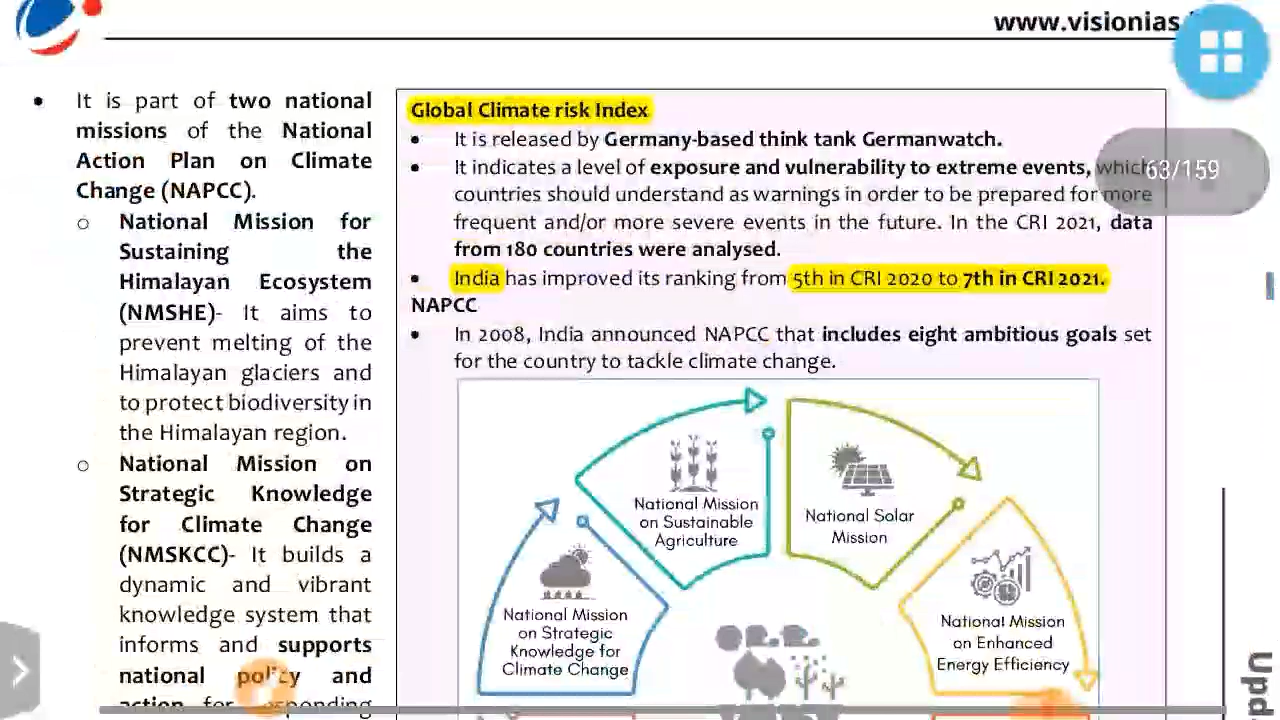 www.visionias.
63/159
• It is part of two national
missions of the National
Action Plan on Climate
Change (NAPCC).
o National Mission for
Sustaining the
Himalayan Ecosystem
(NMSHE)- It aims to
prevent melting of the
Himalayan glaciers and
to protect biodiversity in
the Himalayan region.
o National Mission on
Strategic Knowledge
for Climate Change
(NMSKCC)- It builds a
dynamic and vibrant
knowledge system that
informs and supports
national policy and
action for
Global Climate risk Index
• It is released by Germany-based think tank Germanwatch.
• It indicates a level of exposure and vulnerability to extreme events, which
countries should understand as warnings in order to be prepared for more
frequent and/or more severe events in the future. In the CRI 2021, data
from 180 countries were analysed.
• India has improved its ranking from 5th in CRI 2020 to 7th in CRI 2021.
NAPCC
• In 2008, India announced NAPCC that includes eight ambitious goals set
for the country to tackle climate change.
National Mission
on Strategic
Knowledge for
Climate Change
National Mission
on Sustainable
Agriculture
National Solar
Mission
National Mission
on Enhanced
Energy Efficiency